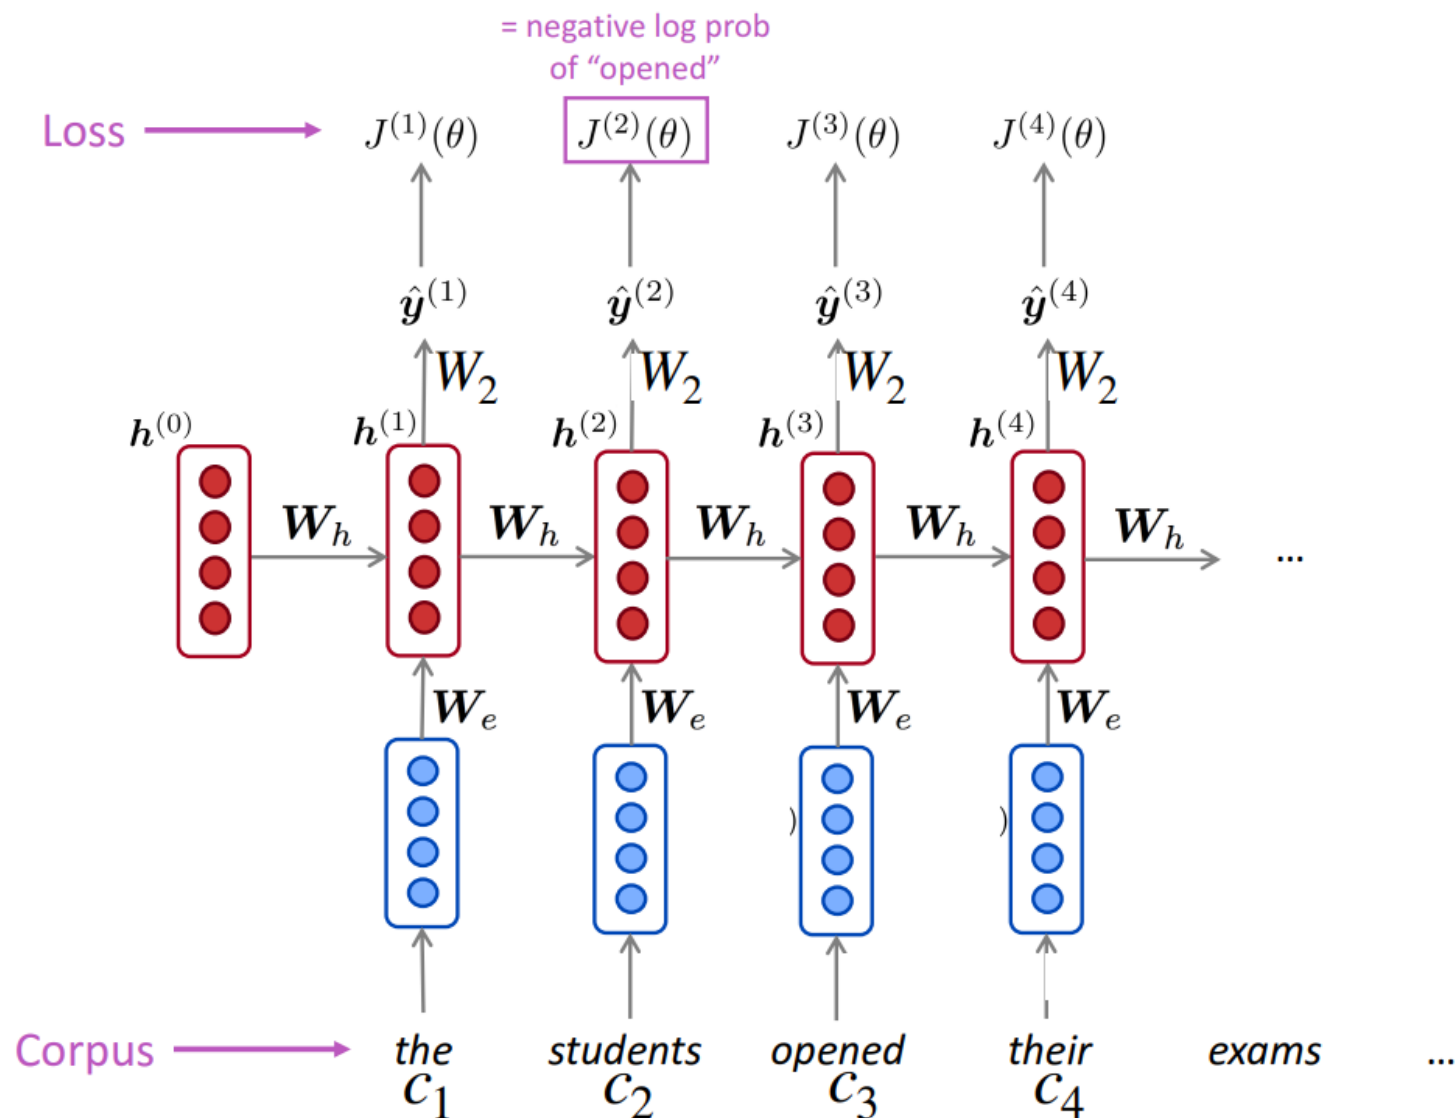 = negative log prob
of “opened”
Loss J^{(1)}(θ) J^{(2)}(θ) J^{(3)}(θ) J^{(4)}(θ)
ŷ^{(1)} ŷ^{(2)} ŷ^{(3)} ŷ^{(4)}
W_2 W_2 W_2 W_2
h^{(0)} h^{(1)} h^{(2)} h^{(3)} h^{(4)}
W_h W_h W_h W_h W_h
...
W_e W_e W_e W_e
) )
Corpus the students opened their exams ...
c_1 c_2 c_3 c_4